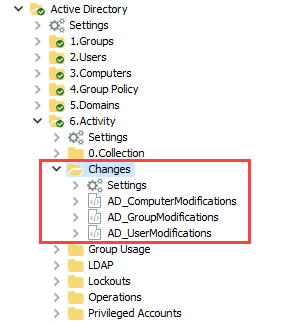 Active Directory
Settings
1.Groups
2.Users
3.Computers
4.Group Policy
5.Domains
6.Activity
Settings
0.Collection
Changes
Settings
AD_ComputerModifications
AD_GroupModifications
AD_UserModifications
Group Usage
LDAP
Lockouts
Operations
Privileged Accounts